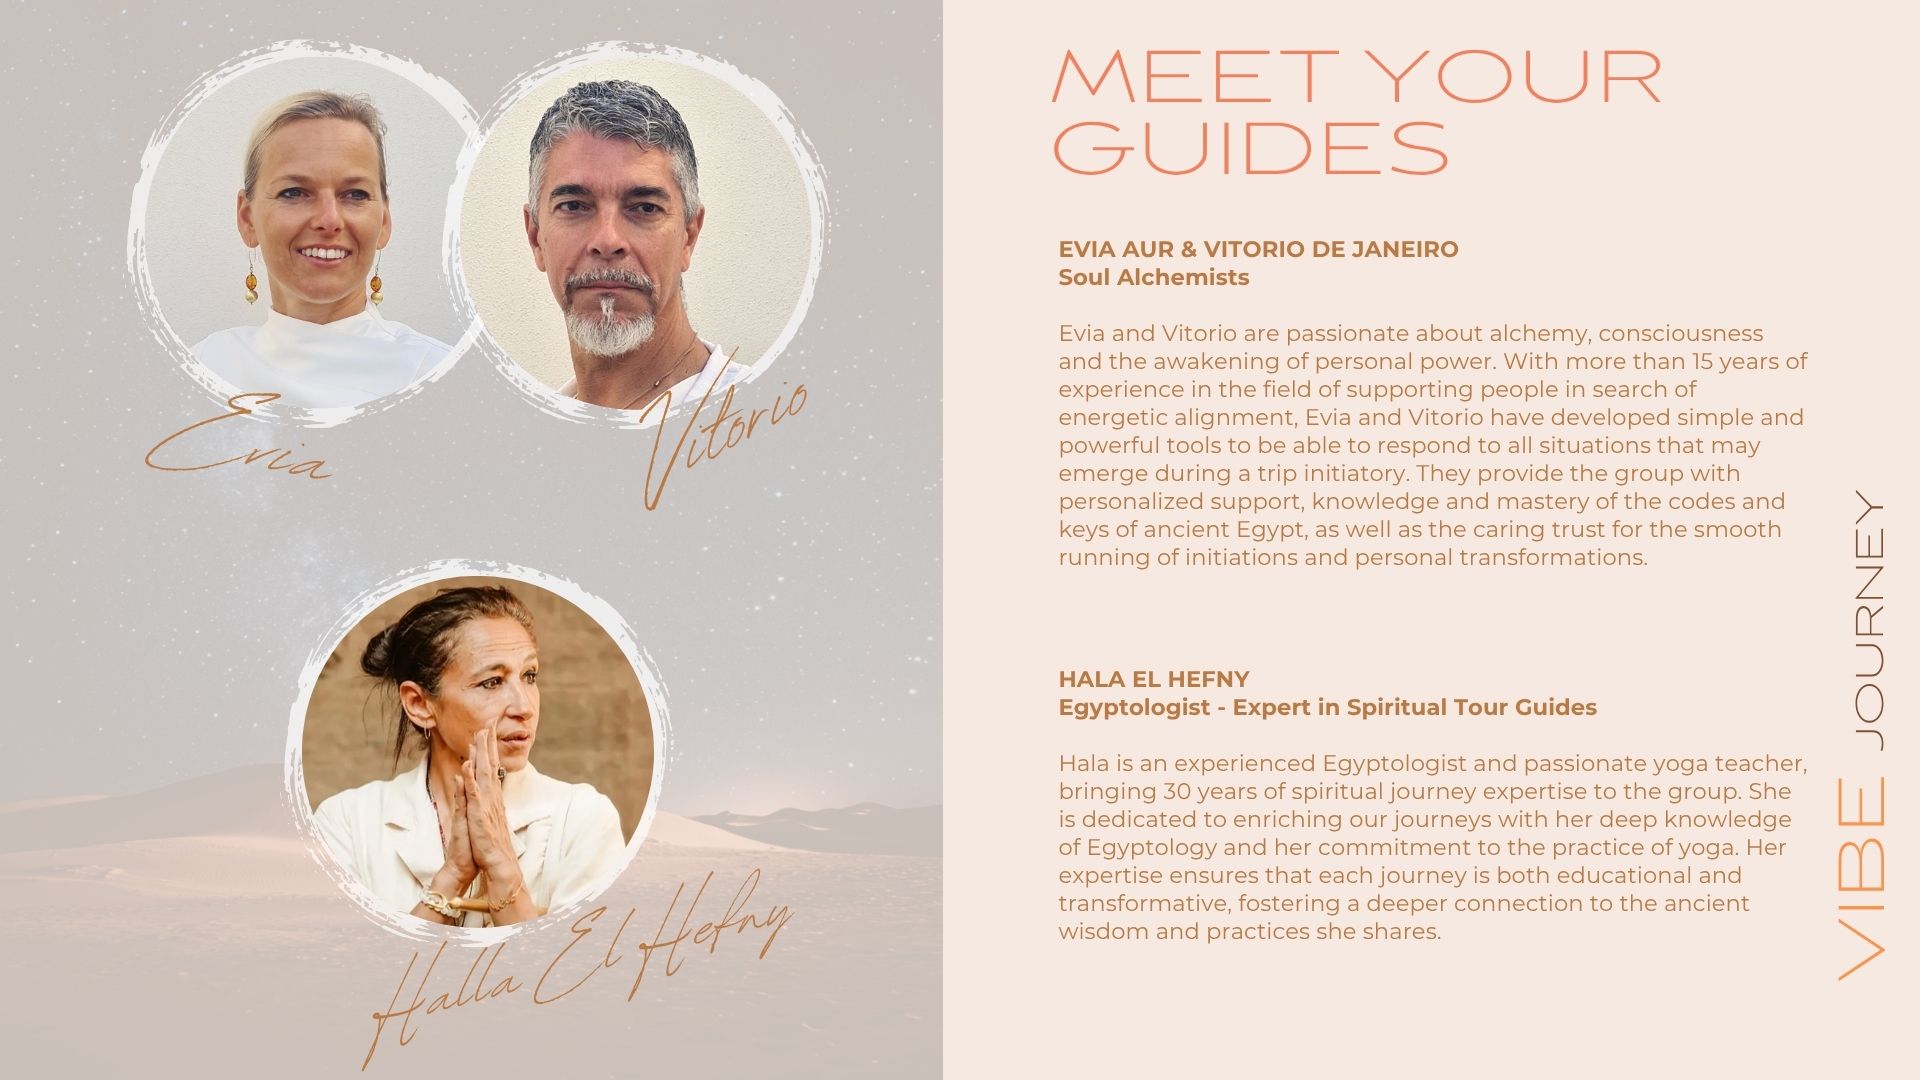 Evia
Vitorio
Halla El Hefny
MEET YOUR
GUIDES
EVIA AUR & VITORIO DE JANEIRO
Soul Alchemists
Evia and Vitorio are passionate about alchemy, consciousness
and the awakening of personal power. With more than 15 years of
experience in the field of supporting people in search of
energetic alignment, Evia and Vitorio have developed simple and
powerful tools to be able to respond to all situations that may
emerge during a trip initiatory. They provide the group with
personalized support, knowledge and mastery of the codes and
keys of ancient Egypt, as well as the caring trust for the smooth
running of initiations and personal transformations.
HALA EL HEFNY
Egyptologist - Expert in Spiritual Tour Guides
Hala is an experienced Egyptologist and passionate yoga teacher,
bringing 30 years of spiritual journey expertise to the group. She
is dedicated to enriching our journeys with her deep knowledge
of Egyptology and her commitment to the practice of yoga. Her
expertise ensures that each journey is both educational and
transformative, fostering a deeper connection to the ancient
wisdom and practices she shares.
VIBE JOURNEY